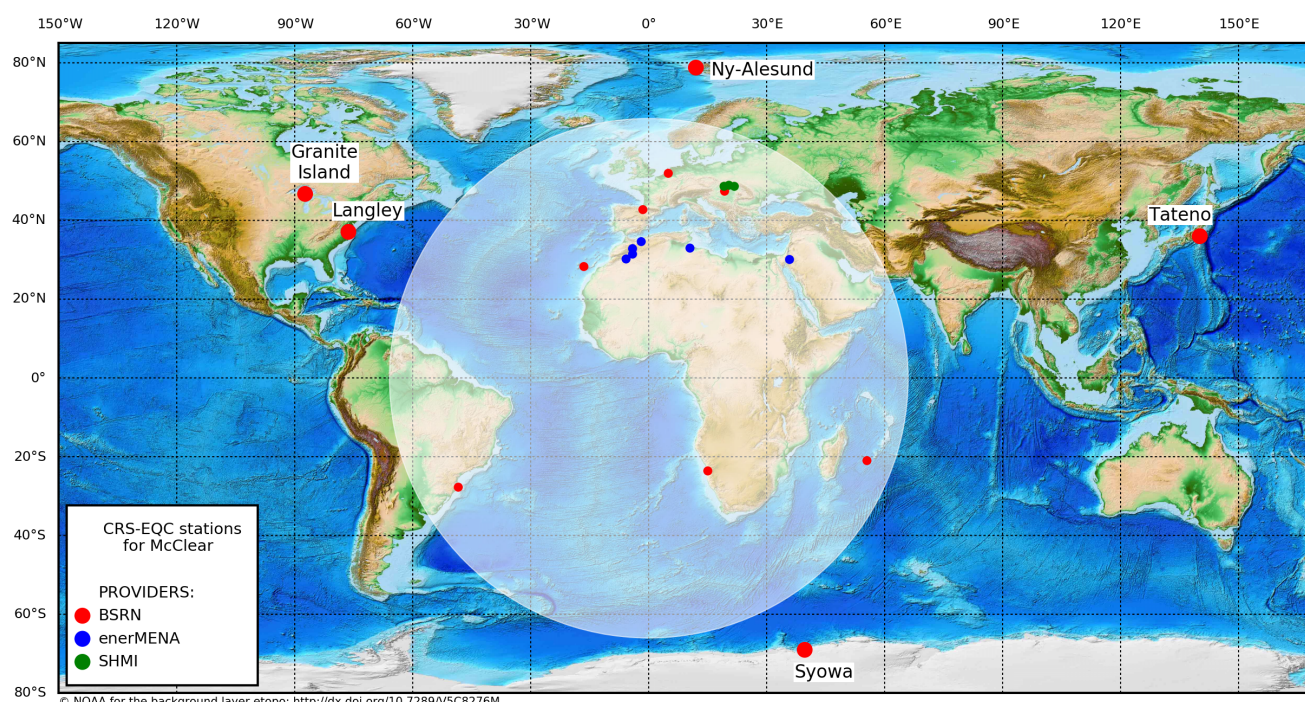 150°W 120°W 90°W 60°W 30°W 0° 30°E 60°E 90°E 120°E 150°E
80°N
60°N
40°N
20°N
0°
20°S
40°S
60°S
80°S
Ny-Alesund
Granite
Island
Langley
Tateno
Syowa
CRS-EQC stations
for McClear
PROVIDERS:
BSRN
enerMENA
SHMI
© NOAA for the background layer etopo: http://dx.doi.org/10.7289/V5C8276M